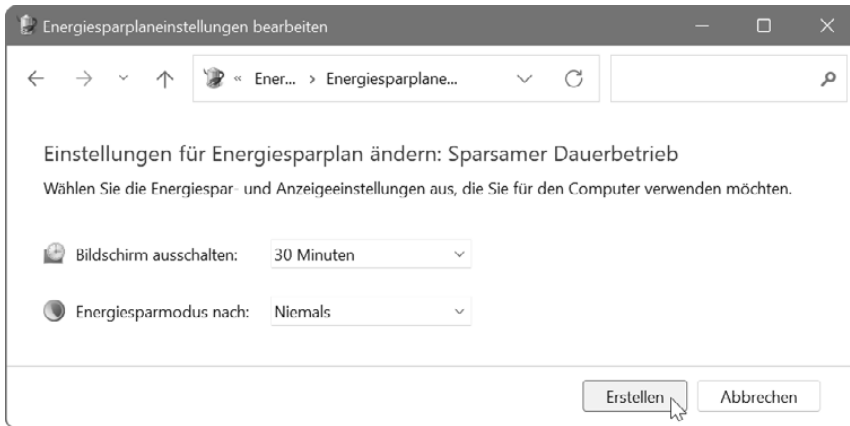 Energiesparplaneinstellungen bearbeiten
« Ener... > Energiesparplane...
Einstellungen für Energiesparplan ändern: Sparsamer Dauerbetrieb
Wählen Sie die Energiespar- und Anzeigeeinstellungen aus, die Sie für den Computer verwenden möchten.
Bildschirm ausschalten: 30 Minuten
Energiesparmodus nach: Niemals
Erstellen Abbrechen